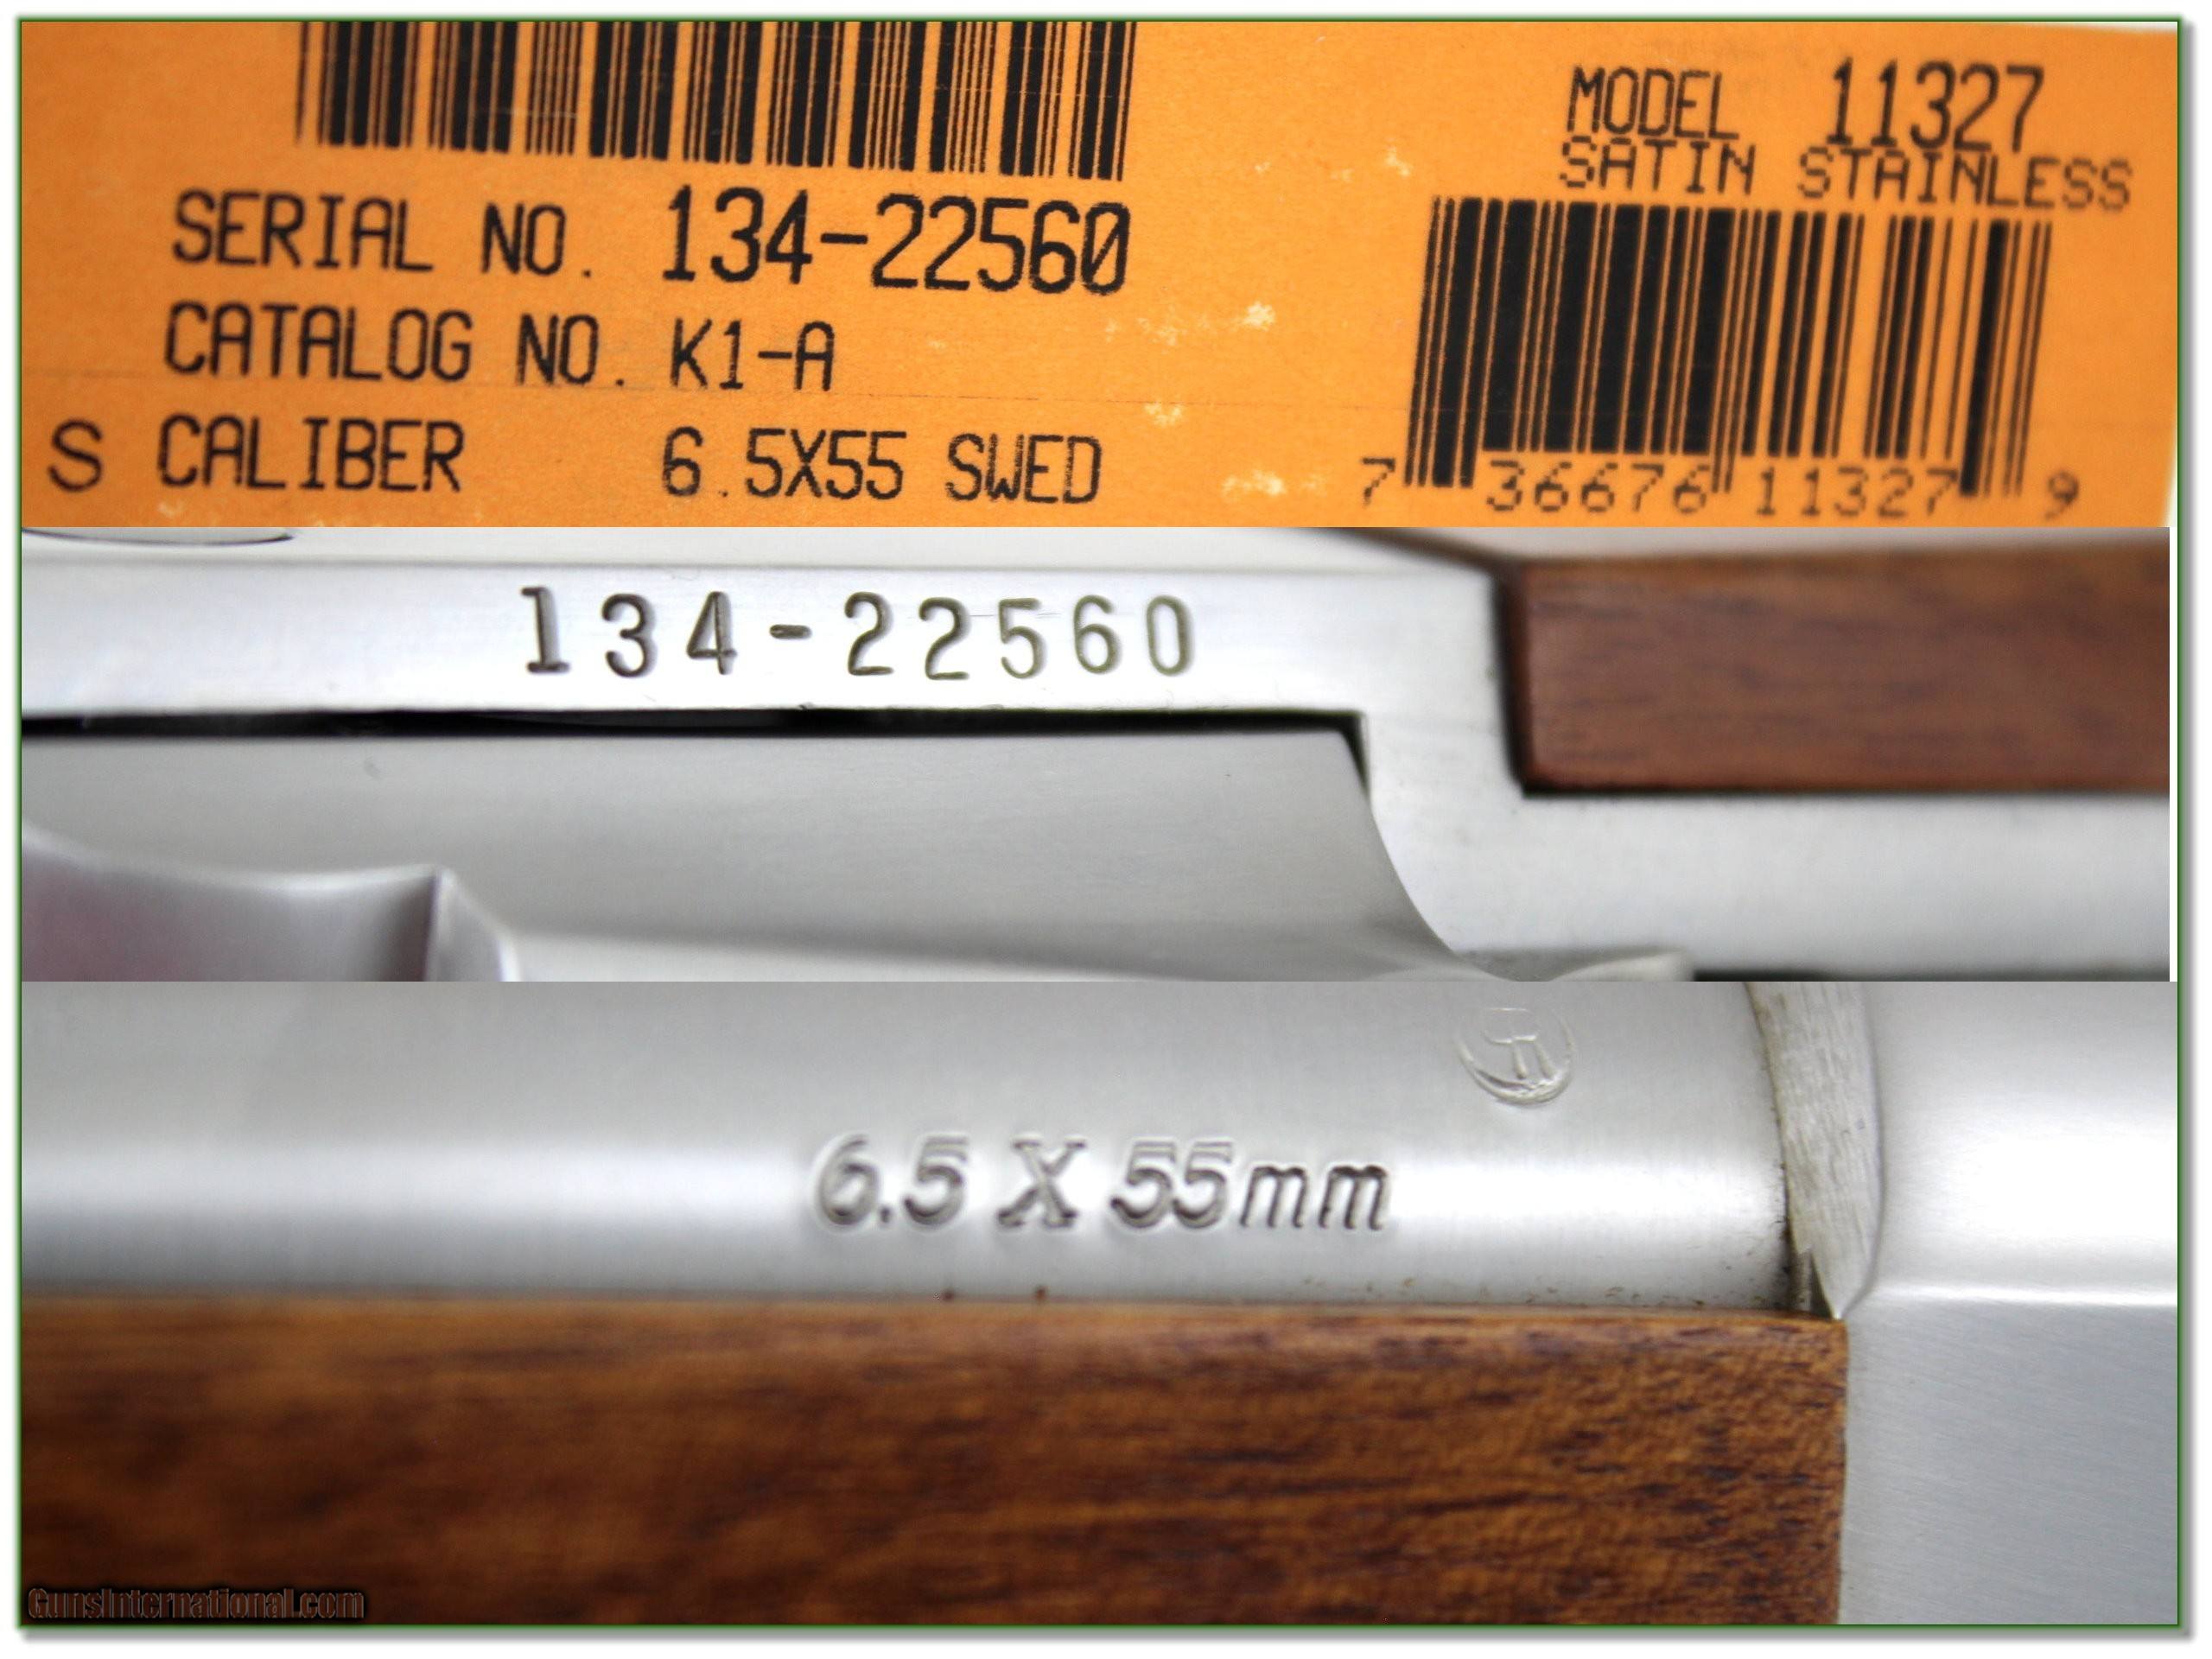 MODEL 11327
SATIN STAINLESS
SERIAL NO. 134-22560
CATALOG NO. K1-A
S CALIBER 6.5X55 SWED
7 36676 11327 9
134-22560
6.5 X 55mm
GunsInternational.com